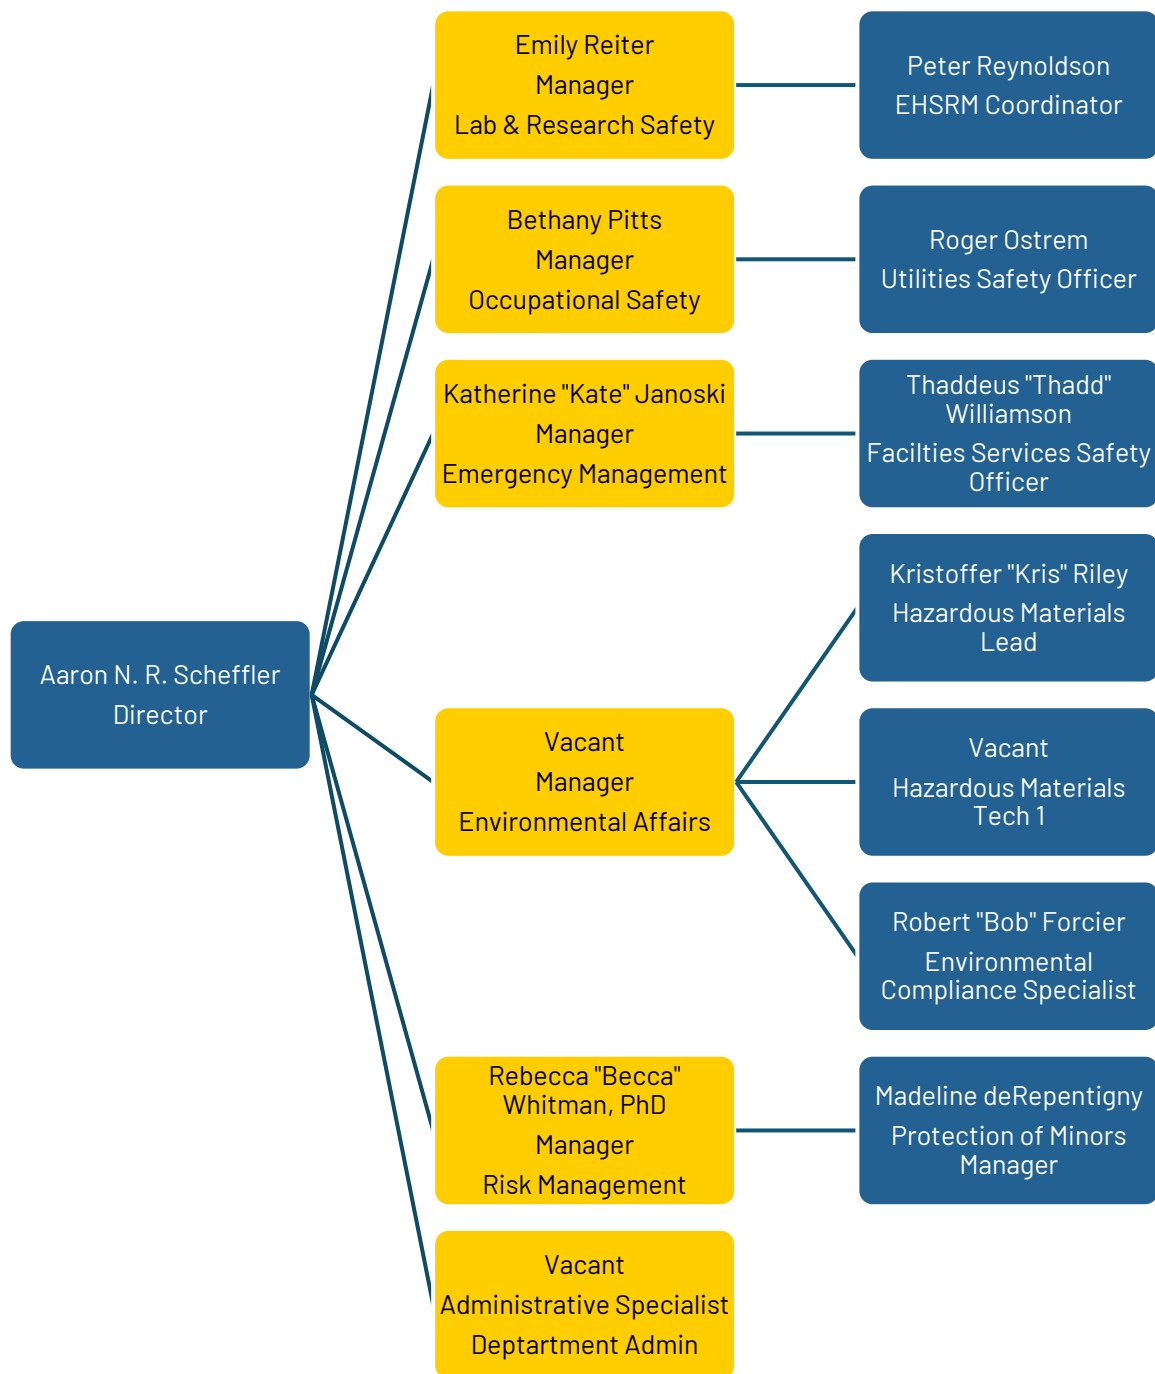 Emily Reiter
Manager
Lab & Research Safety
Peter Reynoldson
EHSRM Coordinator
Bethany Pitts
Manager
Occupational Safety
Roger Ostrem
Utilities Safety Officer
Katherine "Kate" Janoski
Manager
Emergency Management
Thaddeus "Thadd"
Williamson
Facilties Services Safety
Officer
Aaron N. R. Scheffler
Director
Vacant
Manager
Environmental Affairs
Kristoffer "Kris" Riley
Hazardous Materials
Lead
Vacant
Hazardous Materials
Tech 1
Robert "Bob" Forcier
Environmental
Compliance Specialist
Rebecca "Becca"
Whitman, PhD
Manager
Risk Management
Madeline deRepentigny
Protection of Minors
Manager
Vacant
Administrative Specialist
Deptartment Admin